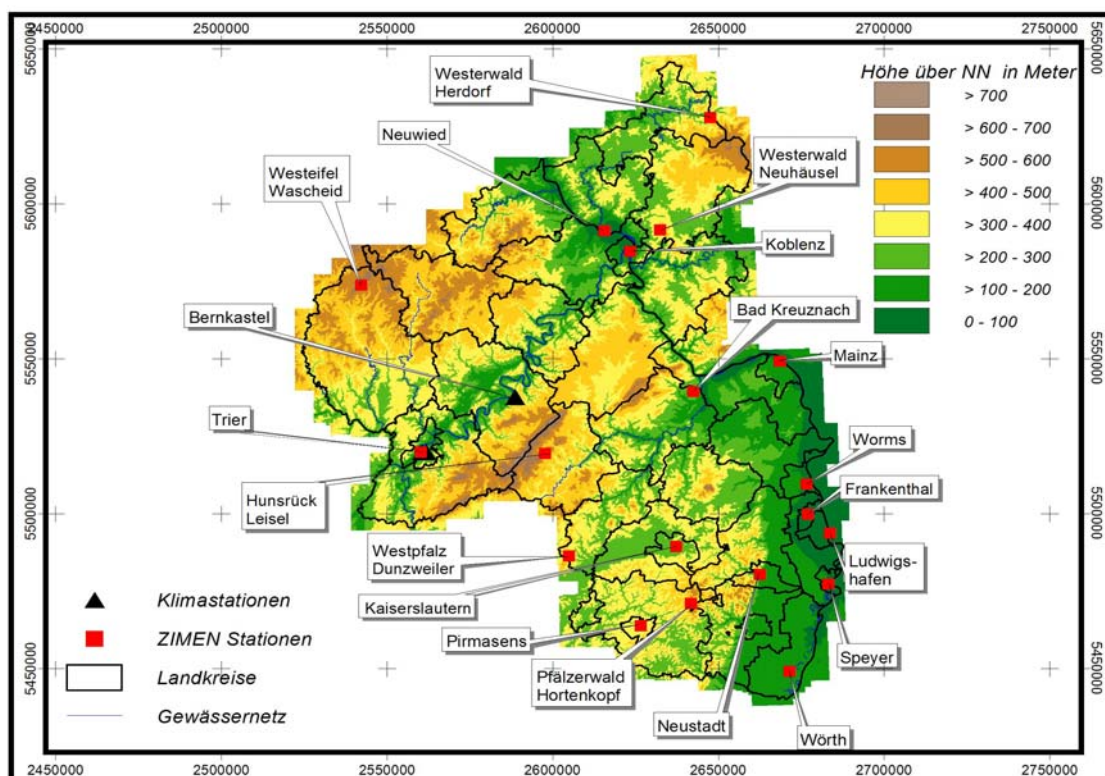 2450000
2500000
2550000
2600000
2650000
2700000
2750000
5650000
5650000
Westerwald
Herdorf
Höhe über NN in Meter
> 700
> 600 - 700
> 500 - 600
> 400 - 500
> 300 - 400
> 200 - 300
> 100 - 200
0 - 100
Neuwied
Westerwald
Neuhäusel
Westeifel
Wascheid
5600000
5600000
Koblenz
Bernkastel
Bad Kreuznach
5550000
5550000
Mainz
Trier
Worms
Frankenthal
Hunsrück
Leisel
5500000
5500000
Westpfalz
Dunzweiler
Ludwigs-
hafen
Kaiserslautern
Klimastationen
ZIMEN Stationen
Landkreise
Gewässernetz
Pirmasens
Pfälzerwald
Hortenkopf
Speyer
5450000
5450000
Neustadt
Wörth
2450000
2500000
2550000
2600000
2650000
2700000
2750000